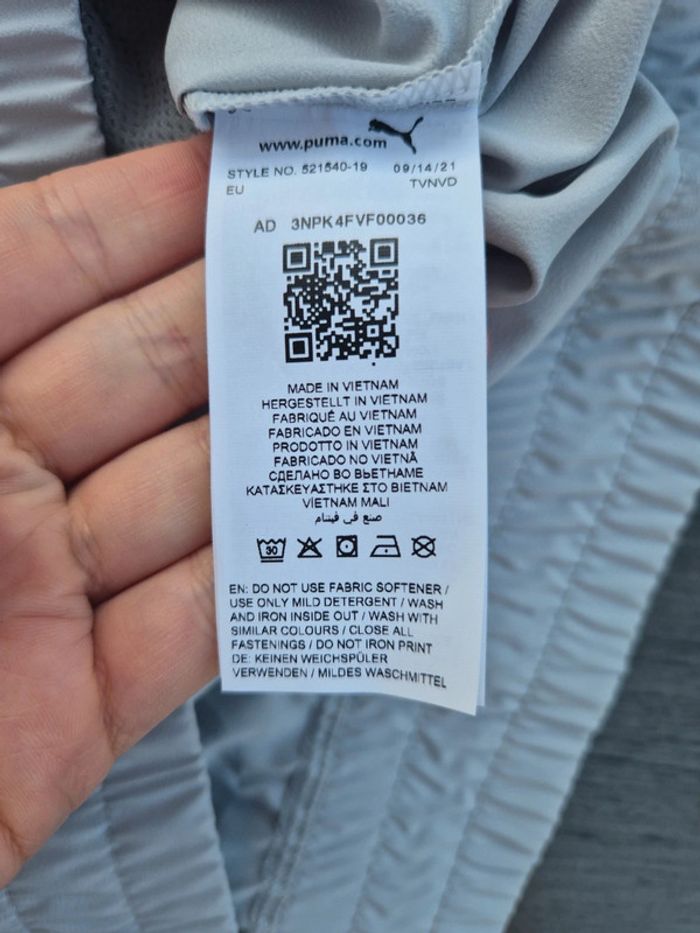 www.puma.com
STYLE NO. 521540-19 09/14/21
EU TVNVD
AD 3NPK4FVF00036
MADE IN VIETNAM
HERGESTELLT IN VIETNAM
FABRIQUÉ AU VIETNAM
FABRICADO EN VIETNAM
PRODOTTO IN VIETNAM
FABRICADO NO VIETNÃ
СДЕЛАНО ВО ВЬЕТНАМЕ
ΚΑΤΑΣΚΕΥΑΣΤΗΚΕ ΣΤΟ ΒΙΕΤΝΑΜ
VİETNAM MALI
صنع في فيتنام
30
EN: DO NOT USE FABRIC SOFTENER /
USE ONLY MILD DETERGENT / WASH
AND IRON INSIDE OUT / WASH WITH
SIMILAR COLOURS / CLOSE ALL
FASTENINGS / DO NOT IRON PRINT
DE: KEINEN WEICHSPÜLER
VERWENDEN / MILDES WASCHMITTEL